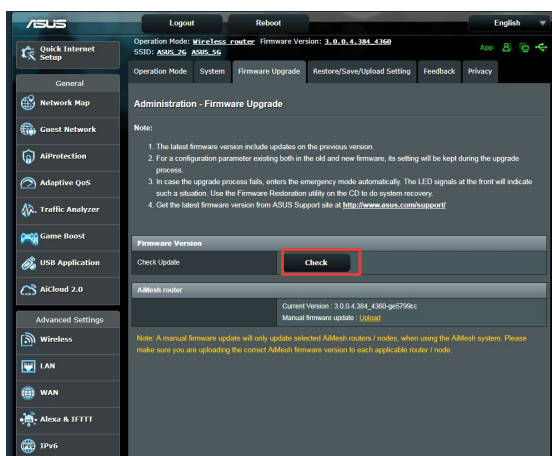 ASUS
Logout
Reboot
English
Quick Internet
Setup
Operation Mode: Wireless router Firmware Version: 3.0.0.4.384_4360
SSID: ASUS_2G ASUS_5G
App
Operation Mode System Firmware Upgrade Restore/Save/Upload Setting Feedback Privacy
General
Network Map
Guest Network
AiProtection
Adaptive QoS
Traffic Analyzer
Game Boost
USB Application
AiCloud 2.0
Advanced Settings
Wireless
LAN
WAN
Alexa & IFTTT
IPv6
Administration - Firmware Upgrade
Note:
1. The latest firmware version include updates on the previous version.
2. For a configuration parameter existing both in the old and new firmware, its setting will be kept during the upgrade
process.
3. In case the upgrade process fails, enters the emergency mode automatically. The LED signals at the front will indicate
such a situation. Use the Firmware Restoration utility on the CD to do system recovery.
4. Get the latest firmware version from ASUS Support site at http://www.asus.com/support/
Firmware Version
Check Update
Check
AiMesh router
Current Version : 3.0.0.4.384_4360-ge5799cc
Manual firmware update : Upload
Note: A manual firmware update will only update selected AiMesh routers / nodes, when using the AiMesh system. Please
make sure you are uploading the correct AiMesh firmware version to each applicable router / node.